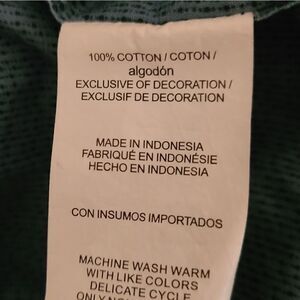 100% COTTON / COTON /
algodón
EXCLUSIVE OF DECORATION /
EXCLUSIF DE DECORATION
MADE IN INDONESIA
FABRIQUÉ EN INDONÉSIE
HECHO EN INDONESIA
CON INSUMOS IMPORTADOS
MACHINE WASH WARM
WITH LIKE COLORS
DELICATE CYCLE
ONLY